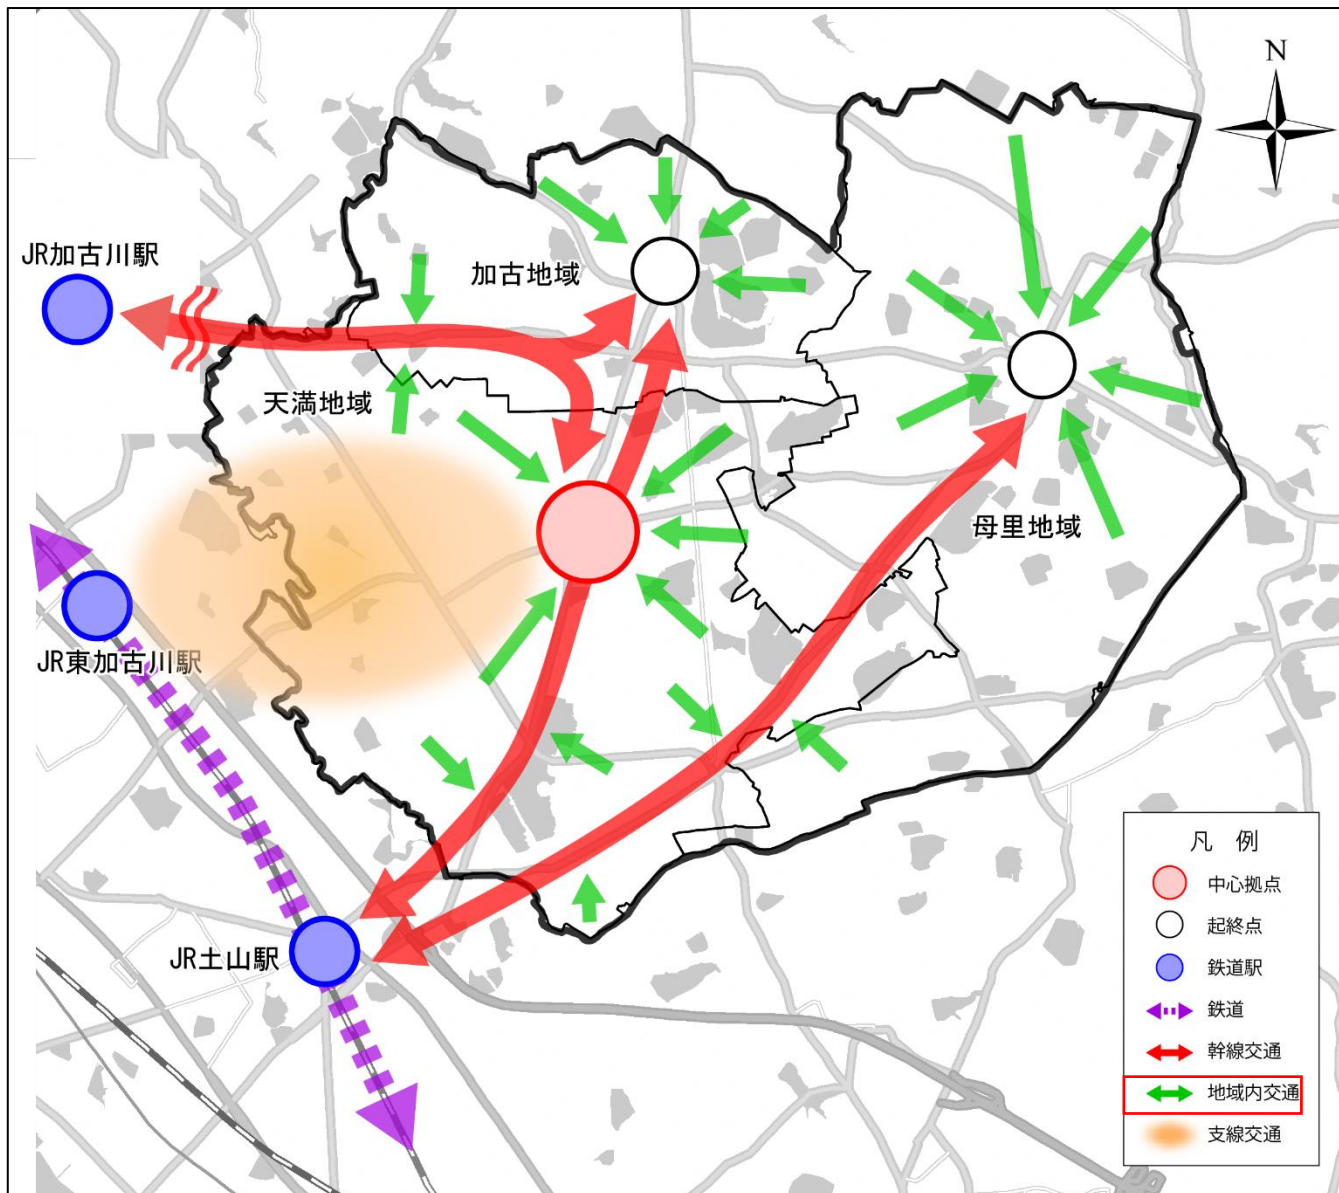 N
JR加古川駅
加古地域
天満地域
母里地域
JR東加古川駅
JR土山駅
凡 例
中心拠点
起終点
鉄道駅
鉄道
幹線交通
地域内交通
支線交通